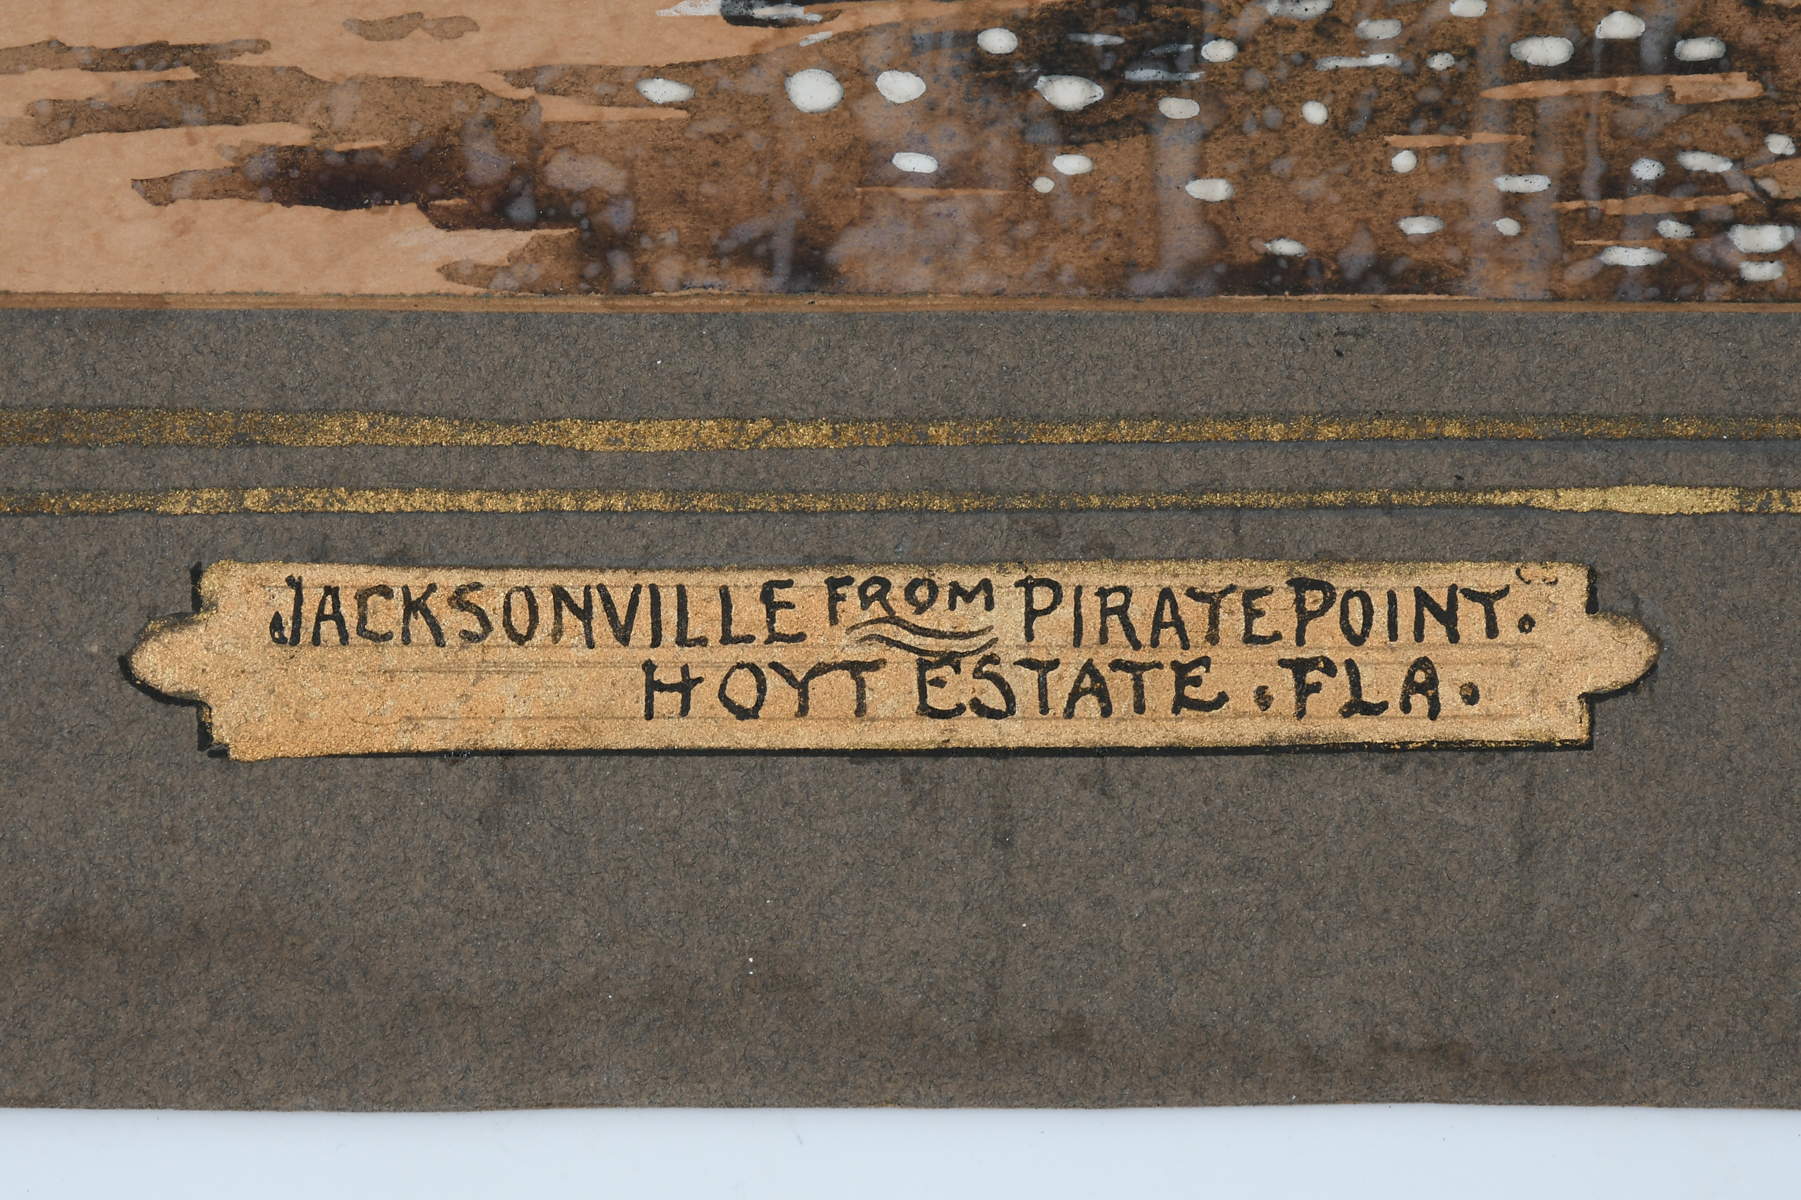 JACKSONVILLE FROM PIRATE POINT.
HOYT ESTATE . FLA .